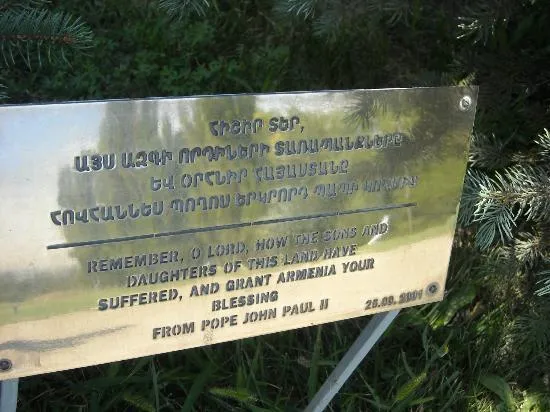 ՀԻՇԻՐ ՏԵՐ,
ԱՅՍ ԱԶԳԻ ՈՐԴԻՆԵՐԻ ՏԱՌԱՊԱՆՔՆԵՐԸ
ԵՎ ՕՐՀՆԻՐ ՀԱՅԱՍՏԱՆԸ
ՀՈՎՀԱՆՆԵՍ ՊՈՂՈՍ ԵՐԿՐՈՐԴ ՊԱՊԻ
REMEMBER, O LORD, HOW THE SONS AND
DAUGHTERS OF THIS LAND HAVE
SUFFERED, AND GRANT ARMENIA YOUR
BLESSING
FROM POPE JOHN PAUL II 26.09. 2001